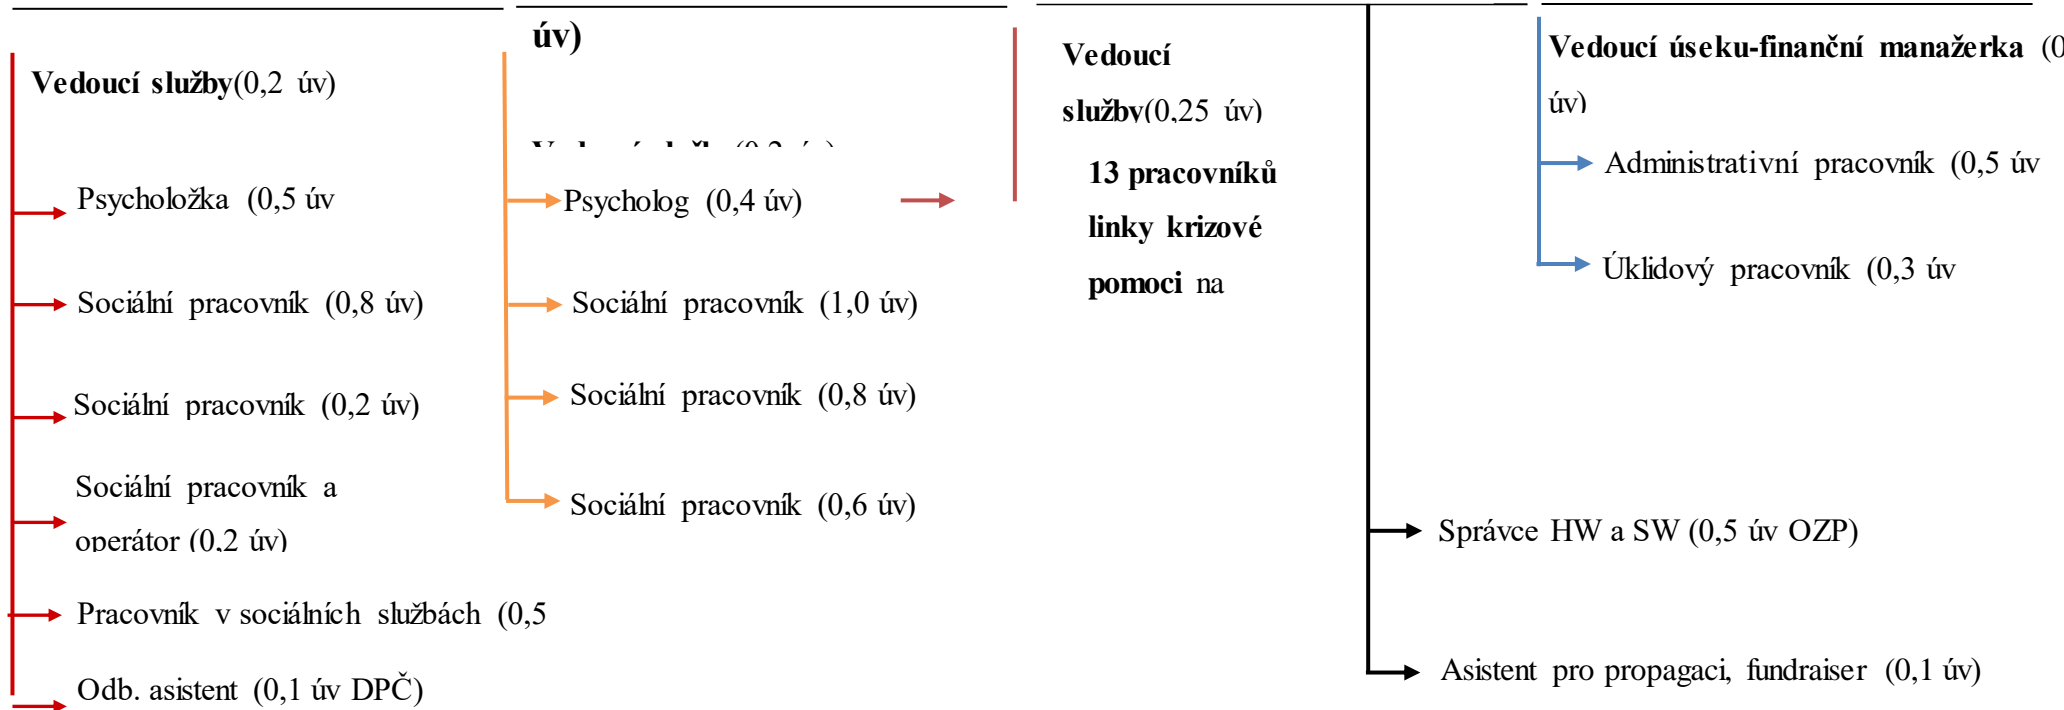 Vedoucí služby(0,2 úv)
Psycholožka (0,5 úv
Sociální pracovník (0,8 úv)
Sociální pracovník (0,2 úv)
Sociální pracovník a
operátor (0,2 úv)
Pracovník v sociálních službách (0,5
Odb. asistent (0,1 úv DPČ)
úv)
Psycholog (0,4 úv)
Sociální pracovník (1,0 úv)
Sociální pracovník (0,8 úv)
Sociální pracovník (0,6 úv)
Vedoucí
služby(0,25 úv)
13 pracovníků
linky krizové
pomoci na
Správce HW a SW (0,5 úv OZP)
Asistent pro propagaci, fundraiser (0,1 úv)
Vedoucí úseku-finanční manažerka (0
úv)
Administrativní pracovník (0,5 úv
Úklidový pracovník (0,3 úv